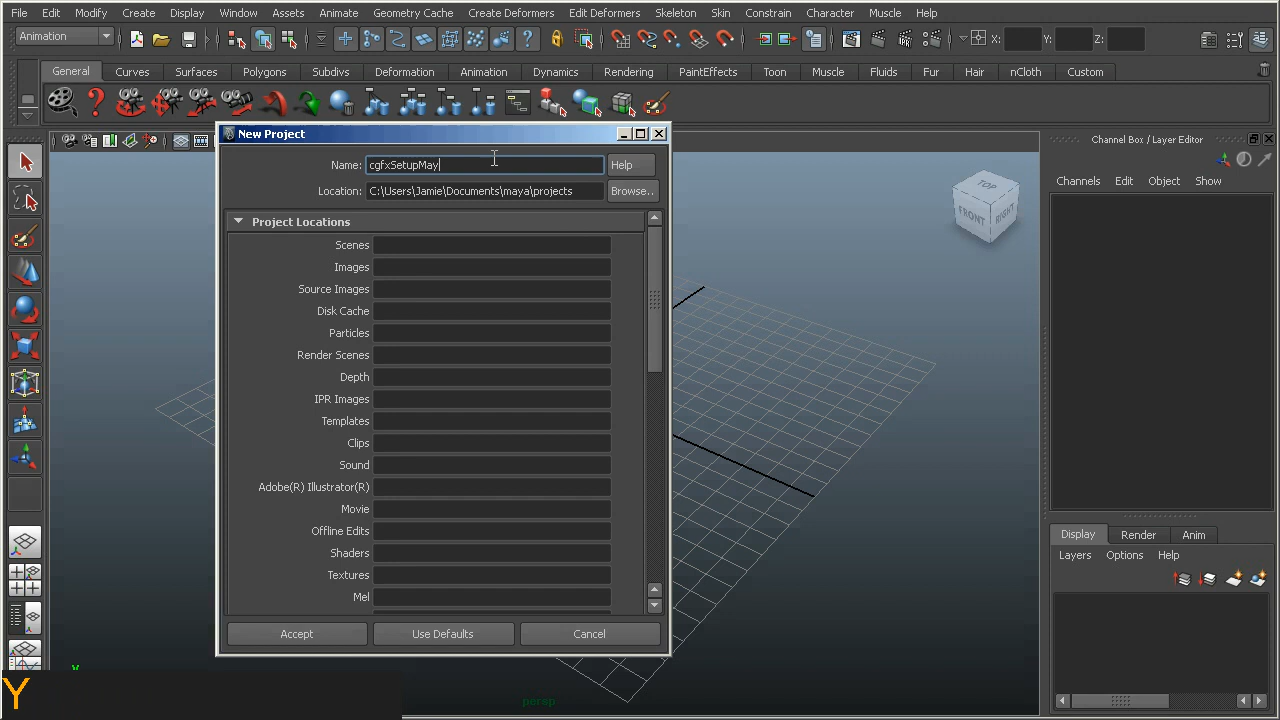 File Edit Modify Create Display Window Assets Animate Geometry Cache Create Deformers Edit Deformers Skeleton Skin Constrain Character Muscle Help
Animation X: Y: Z:
General Curves Surfaces Polygons Subdivs Deformation Animation Dynamics Rendering PaintEffects Toon Muscle Fluids Fur Hair nCloth Custom
New Project
Name: cgfxSetupMay Help
Location: C:\Users\Jamie\Documents\maya\projects Browse..
Project Locations
Scenes
Images
Source Images
Disk Cache
Particles
Render Scenes
Depth
IPR Images
Templates
Clips
Sound
Adobe(R) Illustrator(R)
Movie
Offline Edits
Shaders
Textures
Mel
Accept Use Defaults Cancel
TOP
FRONT RIGHT
persp
y
Y
Channel Box / Layer Editor
Channels Edit Object Show
Display Render Anim
Layers Options Help